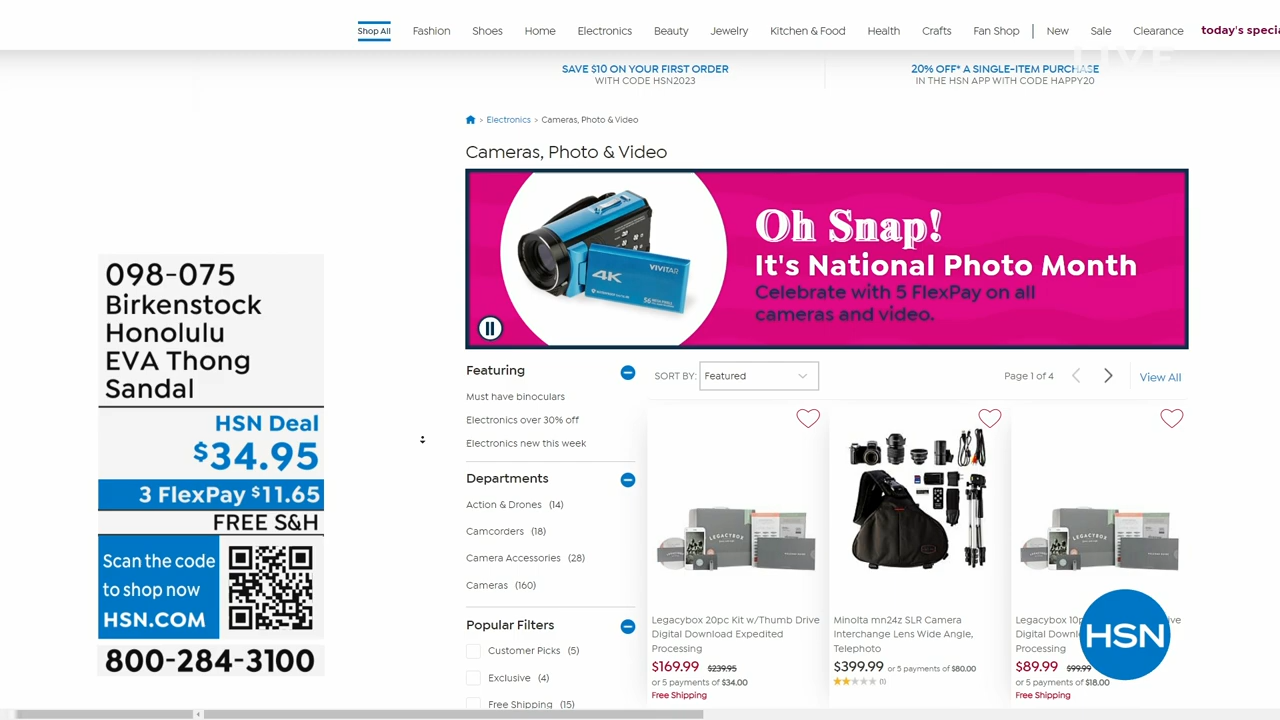 Shop All Fashion Shoes Home Electronics Beauty Jewelry Kitchen & Food Health Crafts Fan Shop New Sale Clearance today's specia
LIVE
SAVE $10 ON YOUR FIRST ORDER
WITH CODE HSN2023
20% OFF* A SINGLE-ITEM PURCHASE
IN THE HSN APP WITH CODE HAPPY20
> Electronics > Cameras, Photo & Video
Cameras, Photo & Video
4K
VIVITAR
Oh Snap!
It's National Photo Month
Celebrate with 5 FlexPay on all
cameras and video.
098-075
Birkenstock
Honolulu
EVA Thong
Sandal
HSN Deal
$34.95
3 FlexPay $11.65
FREE S&H
Scan the code
to shop now
HSN.COM
800-284-3100
Featuring
Must have binoculars
Electronics over 30% off
Electronics new this week
Departments
Action & Drones (14)
Camcorders (18)
Camera Accessories (28)
Cameras (160)
Popular Filters
Customer Picks (5)
Exclusive (4)
Free Shipping (15)
SORT BY: Featured
Page 1 of 4
View All
LEGACYBOX
Legacybox 20pc Kit w/Thumb Drive
Digital Download Expedited
Processing
$169.99 $239.95
or 5 payments of $34.00
Free Shipping
Minolta mn24z SLR Camera
Interchange Lens Wide Angle,
Telephoto
$399.99 or 5 payments of $80.00
(1)
LEGACYBOX
Legacybox
Digital
Processing
$89.99 $99.99
or 5 payments of $18.00
Free Shipping
HSN